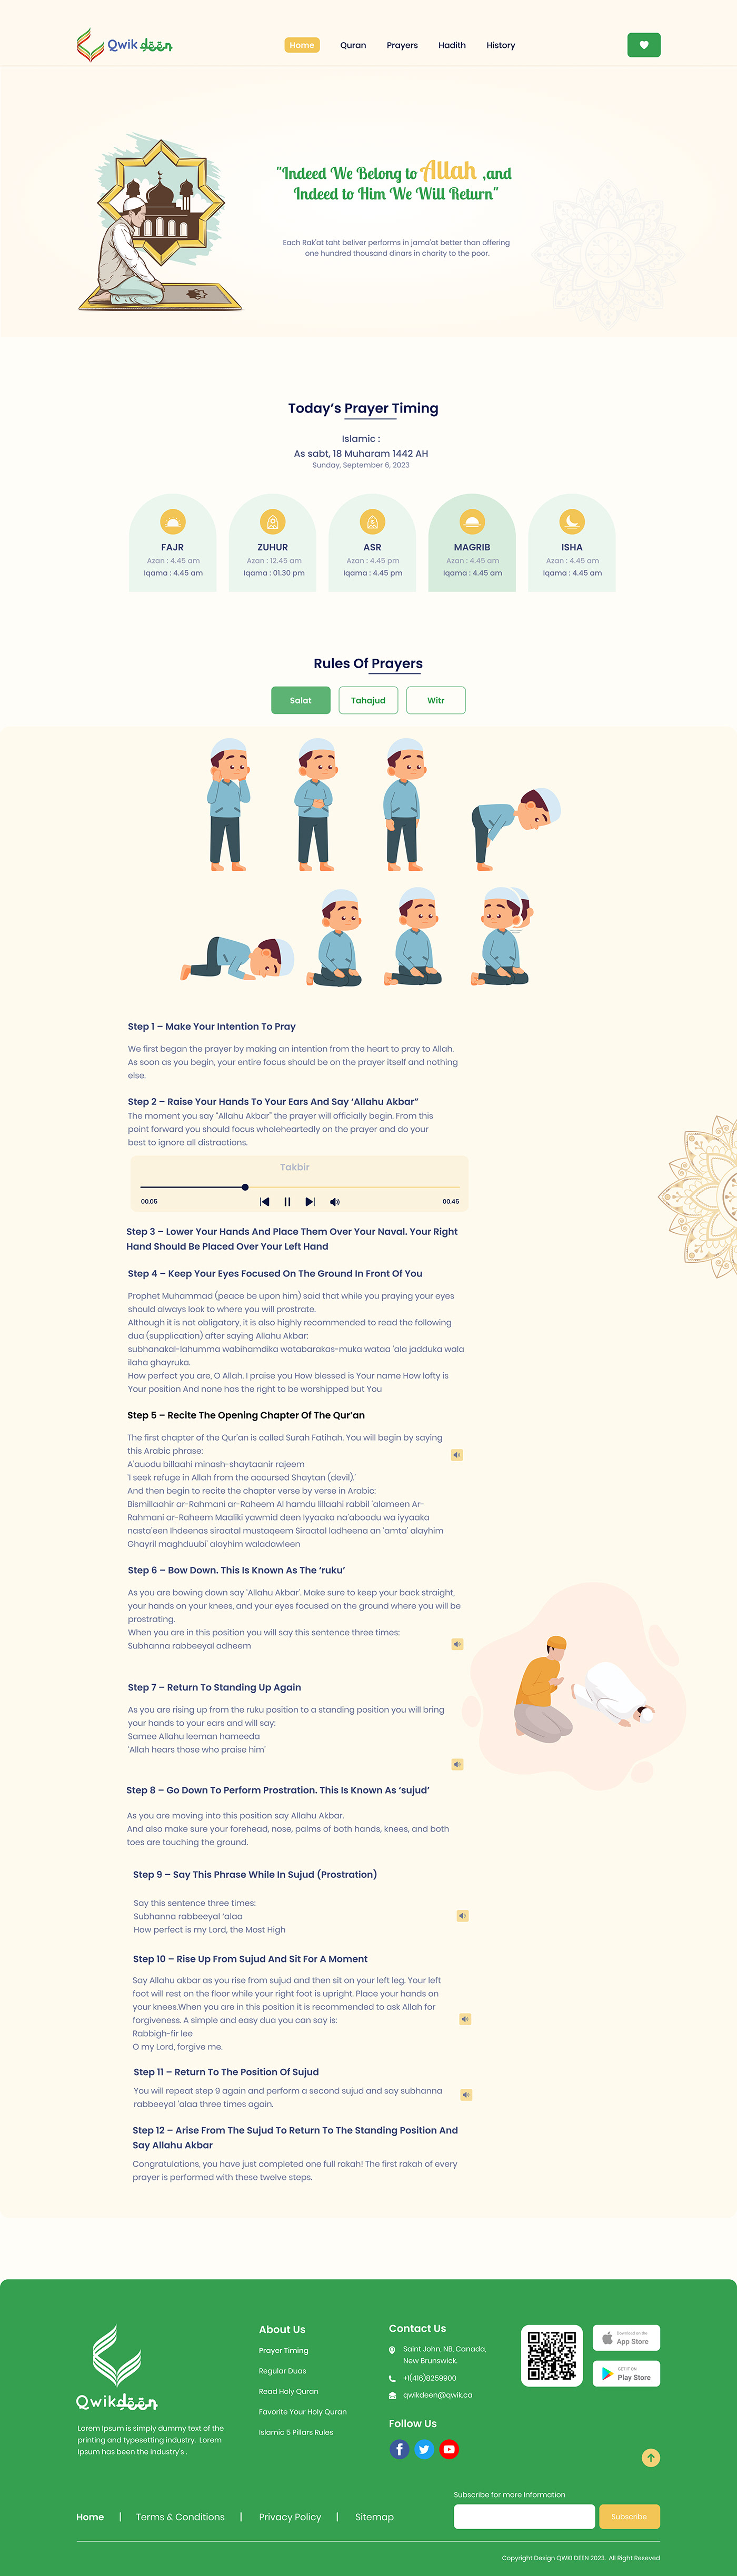 Qwik deen
Home Quran Prayers Hadith History
"Indeed We Belong to Allah ,and
Indeed to Him We Will Return"
Each Rak'at taht beliver performs in jama'at better than offering
one hundred thousand dinars in charity to the poor.
Today's Prayer Timing
Islamic :
As sabt, 18 Muharam 1442 AH
Sunday, September 6, 2023
FAJR
Azan : 4.45 am
Iqama : 4.45 am
ZUHUR
Azan : 12.45 am
Iqama : 01.30 pm
ASR
Azan : 4.45 pm
Iqama : 4.45 pm
MAGRIB
Azan : 4.45 am
Iqama : 4.45 am
ISHA
Azan : 4.45 am
Iqama : 4.45 am
Rules Of Prayers
Salat Tahajud Witr
Step 1 – Make Your Intention To Pray
We first began the prayer by making an intention from the heart to pray to Allah.
As soon as you begin, your entire focus should be on the prayer itself and nothing
else.
Step 2 – Raise Your Hands To Your Ears And Say 'Allahu Akbar"
The moment you say "Allahu Akbar" the prayer will officially begin. From this
point forward you should focus wholeheartedly on the prayer and do your
best to ignore all distractions.
Takbir
00.05 00.45
Step 3 – Lower Your Hands And Place Them Over Your Naval. Your Right
Hand Should Be Placed Over Your Left Hand
Step 4 – Keep Your Eyes Focused On The Ground In Front Of You
Prophet Muhammad (peace be upon him) said that while you praying your eyes
should always look to where you will prostrate.
Although it is not obligatory, it is also highly recommended to read the following
dua (supplication) after saying Allahu Akbar:
subhanakal-lahumma wabihamdika watabarakas-muka wataa 'ala jadduka wala
ilaha ghayruka.
How perfect you are, O Allah. I praise you How blessed is Your name How lofty is
Your position And none has the right to be worshipped but You
Step 5 – Recite The Opening Chapter Of The Qur'an
The first chapter of the Qur'an is called Surah Fatihah. You will begin by saying
this Arabic phrase:
A'auodu billaahi minash-shaytaanir rajeem
'I seek refuge in Allah from the accursed Shaytan (devil).'
And then begin to recite the chapter verse by verse in Arabic:
Bismillaahir ar-Rahmani ar-Raheem Al hamdu lillaahi rabbil 'alameen Ar-
Rahmani ar-Raheem Maaliki yawmid deen Iyyaaka na'aboodu wa iyyaaka
nasta'een Ihdeenas siraatal mustaqeem Siraatal ladheena an 'amta' alayhim
Ghayril maghduubi' alayhim waladawleen
Step 6 – Bow Down. This Is Known As The 'ruku'
As you are bowing down say 'Allahu Akbar'. Make sure to keep your back straight,
your hands on your knees, and your eyes focused on the ground where you will be
prostrating.
When you are in this position you will say this sentence three times:
Subhanna rabbeeyal adheem
Step 7 – Return To Standing Up Again
As you are rising up from the ruku position to a standing position you will bring
your hands to your ears and will say:
Samee Allahu leeman hameeda
'Allah hears those who praise him'
Step 8 – Go Down To Perform Prostration. This Is Known As 'sujud'
As you are moving into this position say Allahu Akbar.
And also make sure your forehead, nose, palms of both hands, knees, and both
toes are touching the ground.
Step 9 – Say This Phrase While In Sujud (Prostration)
Say this sentence three times:
Subhanna rabbeeyal 'alaa
How perfect is my Lord, the Most High
Step 10 – Rise Up From Sujud And Sit For A Moment
Say Allahu akbar as you rise from sujud and then sit on your left leg. Your left
foot will rest on the floor while your right foot is upright. Place your hands on
your knees.When you are in this position it is recommended to ask Allah for
forgiveness. A simple and easy dua you can say is:
Rabbigh-fir lee
O my Lord, forgive me.
Step 11 – Return To The Position Of Sujud
You will repeat step 9 again and perform a second sujud and say subhanna
rabbeeyal 'alaa three times again.
Step 12 – Arise From The Sujud To Return To The Standing Position And
Say Allahu Akbar
Congratulations, you have just completed one full rakah! The first rakah of every
prayer is performed with these twelve steps.
Qwikdeen
Lorem Ipsum is simply dummy text of the
printing and typesetting industry. Lorem
Ipsum has been the industry's .
About Us
Prayer Timing
Regular Duas
Read Holy Quran
Favorite Your Holy Quran
Islamic 5 Pillars Rules
Contact Us
Saint John, NB, Canada,
New Brunswick.
+1(416)8259900
qwikdeen@qwik.ca
Follow Us
Download on the
App Store
GET IT ON
Play Store
Subscribe for more Information
Subscribe
Home | Terms & Conditions | Privacy Policy | Sitemap
Copyright Design QWKI DEEN 2023. All Right Reseved